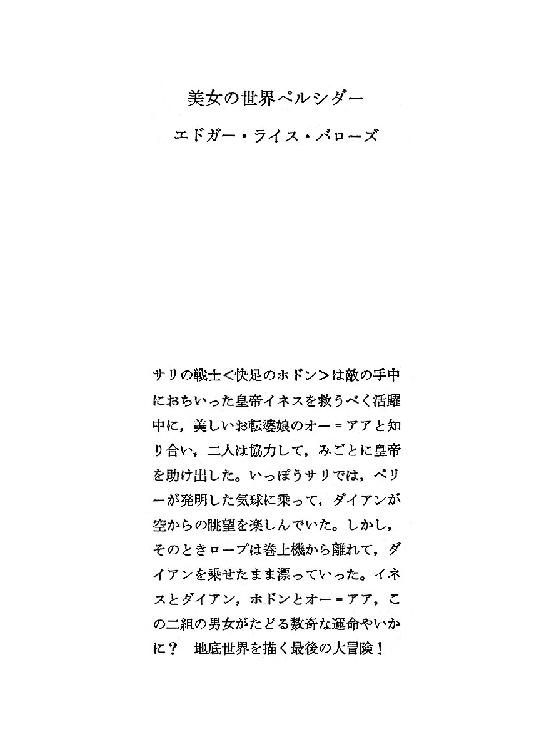 美女の世界ペルシダー
エドガー・ライス・バローズ
サリの戦士<快足のホドン>は敵の手中
におちいった皇帝イネスを救うべく活躍
中に，美しいお転婆娘のオー＝アアと知
り合い，二人は協力して，みごとに皇帝
を助け出した。いっぽうサリでは，ペリ
ーが発明した気球に乗って，ダイアンが
空からの眺望を楽しんでいた。しかし，
そのときロープは巻上機から離れて，ダ
イアンを乗せたまま漂っていった。イネ
スとダイアン，ホドンとオー＝アア，こ
の二組の男女がたどる数奇な運命やいか
に？　地底世界を描く最後の大冒険！